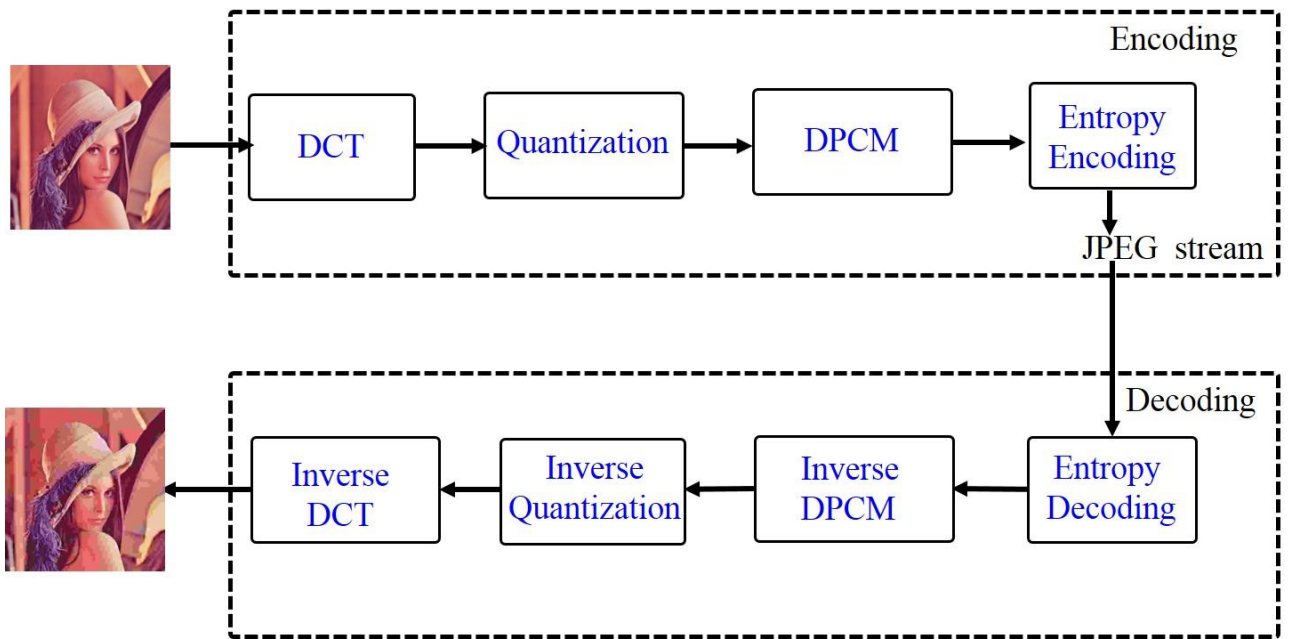 Encoding
DCT
Quantization
DPCM
Entropy
Encoding
JPEG stream
Decoding
Inverse
DCT
Inverse
Quantization
Inverse
DPCM
Entropy
Decoding